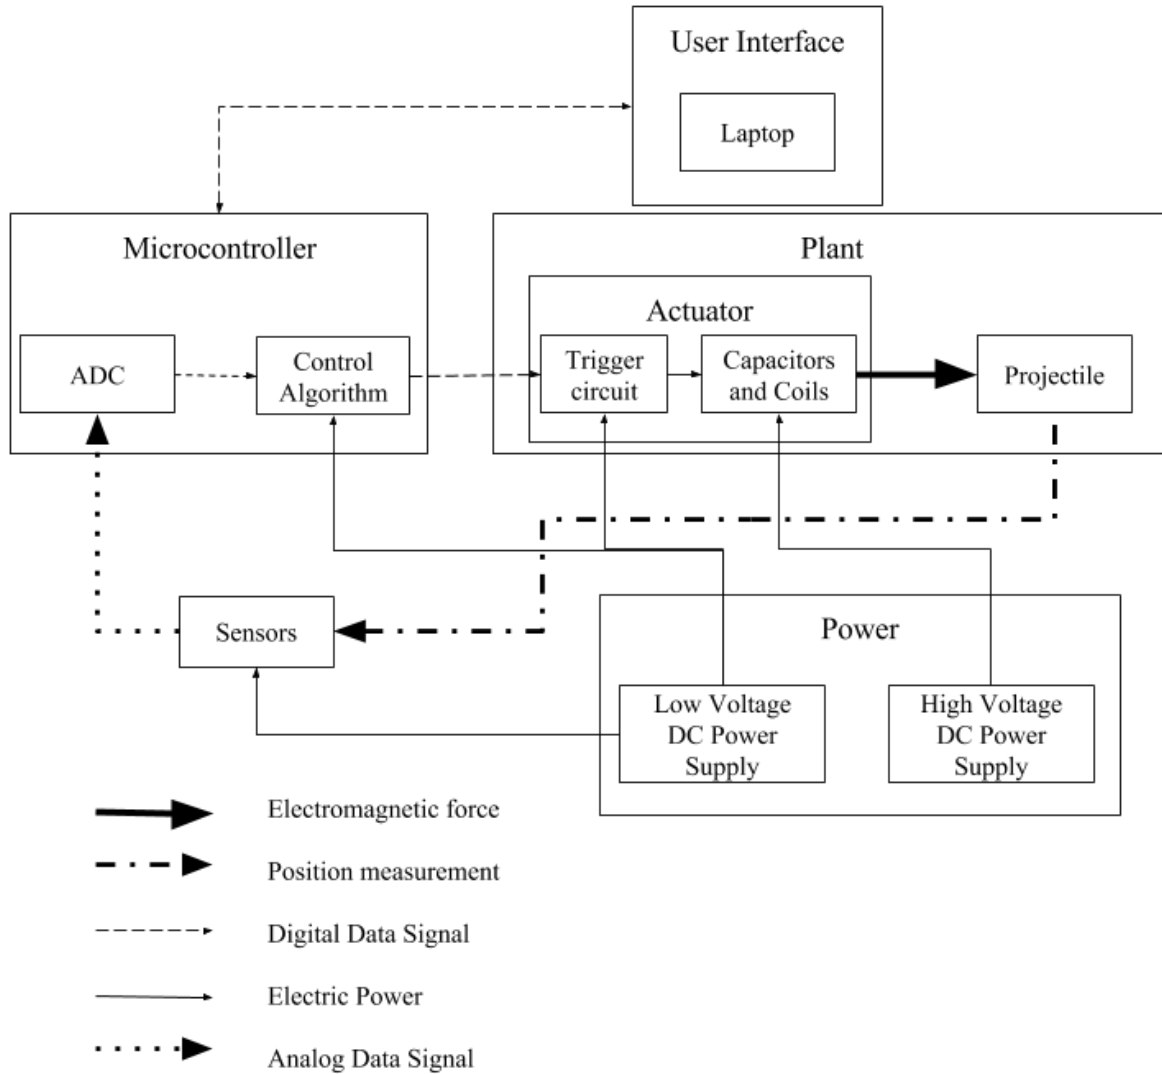 User Interface
Laptop
Microcontroller
ADC
Control
Algorithm
Plant
Actuator
Trigger
circuit
Capacitors
and Coils
Projectile
Sensors
Power
Low Voltage
DC Power
Supply
High Voltage
DC Power
Supply
Electromagnetic force
Position measurement
Digital Data Signal
Electric Power
Analog Data Signal